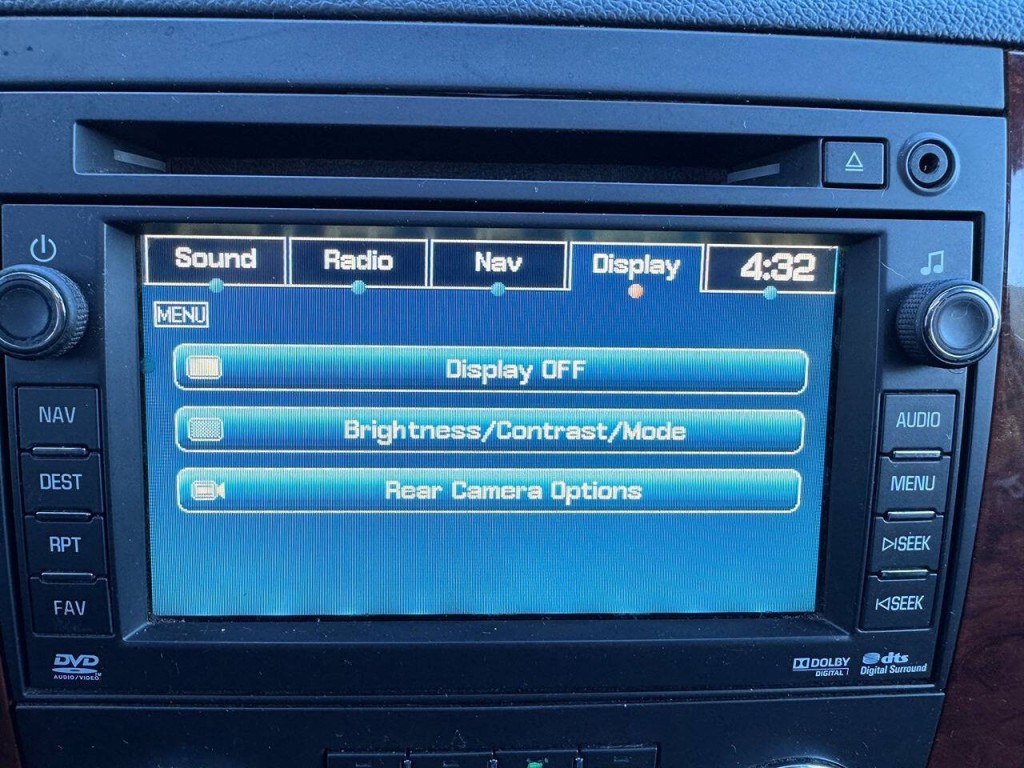 Sound Radio Nav Display 4:32
MENU
Display OFF
Brightness/Contrast/Mode
Rear Camera Options
NAV
DEST
RPT
FAV
AUDIO
MENU
SEEK
SEEK
DVD
AUDIO/VIDEO™
DOLBY
DIGITAL
dts
Digital Surround